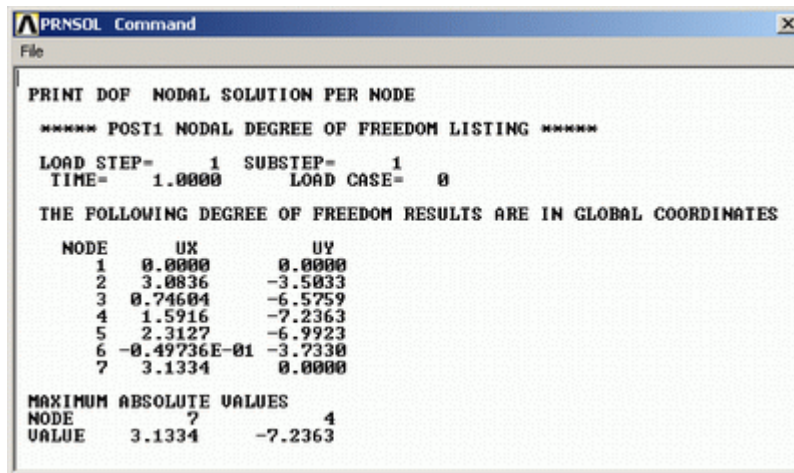 PRNSOL Command
File
PRINT DOF NODAL SOLUTION PER NODE
***** POST1 NODAL DEGREE OF FREEDOM LISTING *****
LOAD STEP= 1 SUBSTEP= 1
TIME= 1.0000 LOAD CASE= 0
THE FOLLOWING DEGREE OF FREEDOM RESULTS ARE IN GLOBAL COORDINATES
NODE UX UY
1 0.0000 0.0000
2 3.0836 -3.5033
3 0.74604 -6.5759
4 1.5916 -7.2363
5 2.3127 -6.9923
6 -0.49736E-01 -3.7330
7 3.1334 0.0000
MAXIMUM ABSOLUTE VALUES
NODE 7 4
VALUE 3.1334 -7.2363